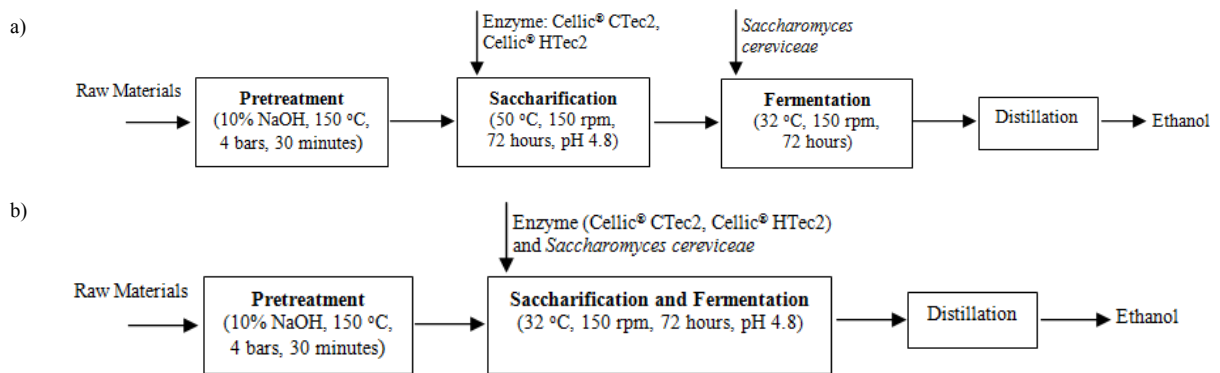 a)
Enzyme: Cellic® CTec2,
Cellic® HTec2
Saccharomyces
cereviceae
Raw Materials
Pretreatment
(10% NaOH, 150 °C,
4 bars, 30 minutes)
Saccharification
(50 °C, 150 rpm,
72 hours, pH 4.8)
Fermentation
(32 °C, 150 rpm,
72 hours)
Distillation
Ethanol
b)
Enzyme (Cellic® CTec2, Cellic® HTec2)
and Saccharomyces cereviceae
Raw Materials
Pretreatment
(10% NaOH, 150 °C,
4 bars, 30 minutes)
Saccharification and Fermentation
(32 °C, 150 rpm, 72 hours, pH 4.8)
Distillation
Ethanol